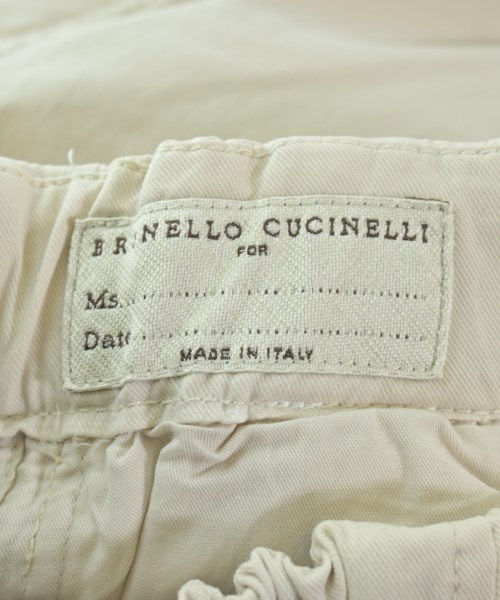 BRUNELLO CUCINELLI
FOR
Ms.
Date
MADE IN ITALY